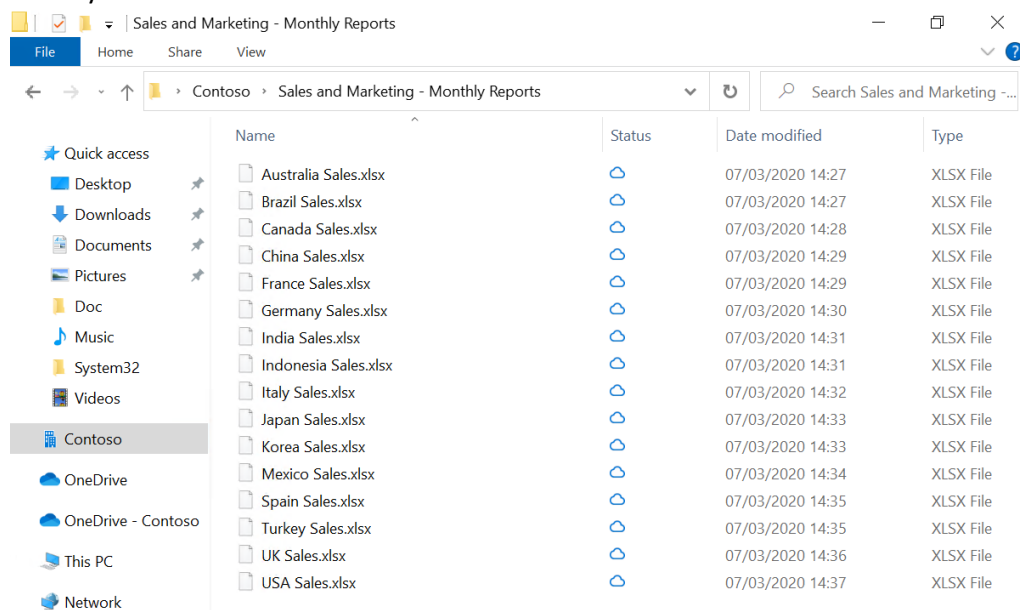 Sales and Marketing - Monthly Reports
File Home Share View
Contoso Sales and Marketing - Monthly Reports Search Sales and Marketing -...
Name Status Date modified Type
Quick access
Desktop
Downloads
Documents
Pictures
Doc
Music
System32
Videos
Contoso
OneDrive
OneDrive - Contoso
This PC
Network
Australia Sales.xlsx 07/03/2020 14:27 XLSX File
Brazil Sales.xlsx 07/03/2020 14:27 XLSX File
Canada Sales.xlsx 07/03/2020 14:28 XLSX File
China Sales.xlsx 07/03/2020 14:29 XLSX File
France Sales.xlsx 07/03/2020 14:29 XLSX File
Germany Sales.xlsx 07/03/2020 14:30 XLSX File
India Sales.xlsx 07/03/2020 14:31 XLSX File
Indonesia Sales.xlsx 07/03/2020 14:31 XLSX File
Italy Sales.xlsx 07/03/2020 14:32 XLSX File
Japan Sales.xlsx 07/03/2020 14:33 XLSX File
Korea Sales.xlsx 07/03/2020 14:33 XLSX File
Mexico Sales.xlsx 07/03/2020 14:34 XLSX File
Spain Sales.xlsx 07/03/2020 14:35 XLSX File
Turkey Sales.xlsx 07/03/2020 14:35 XLSX File
UK Sales.xlsx 07/03/2020 14:36 XLSX File
USA Sales.xlsx 07/03/2020 14:37 XLSX File